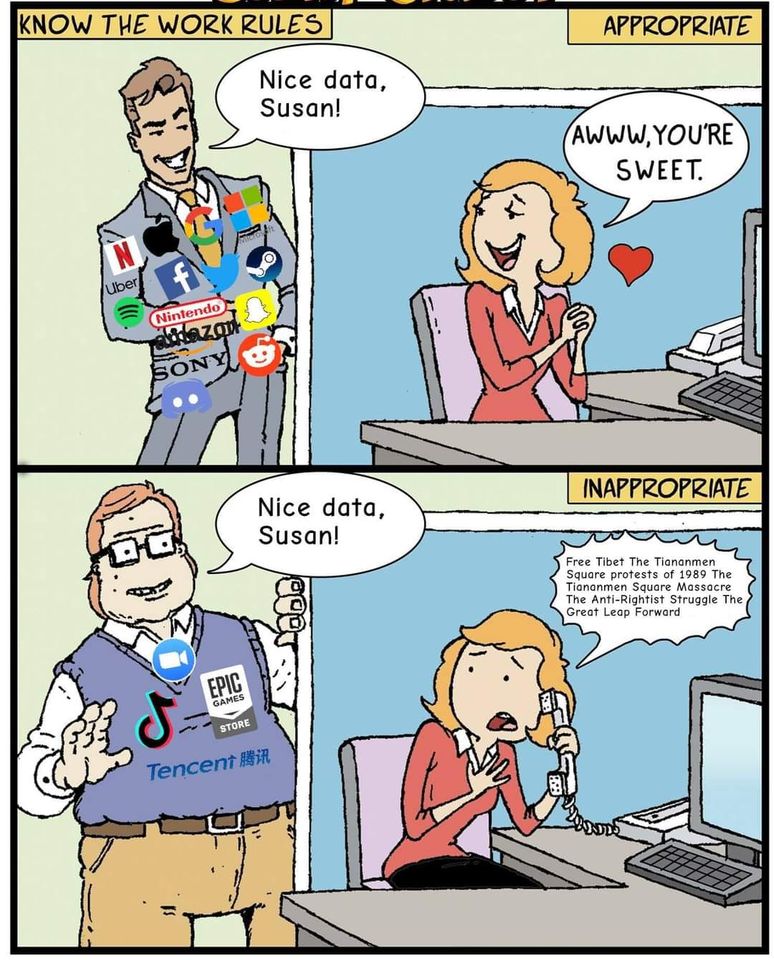 KNOW THE WORK RULES
APPROPRIATE
Nice data,
Susan!
AWWW, YOU'RE
SWEET.
N
G
Microsoft
Uber
f
Nintendo
amazon
SONY
INAPPROPRIATE
Nice data,
Susan!
Free Tibet The Tiananmen
Square protests of 1989 The
Tiananmen Square Massacre
The Anti-Rightist Struggle The
Great Leap Forward
EPIC
GAMES
STORE
Tencent 腾讯